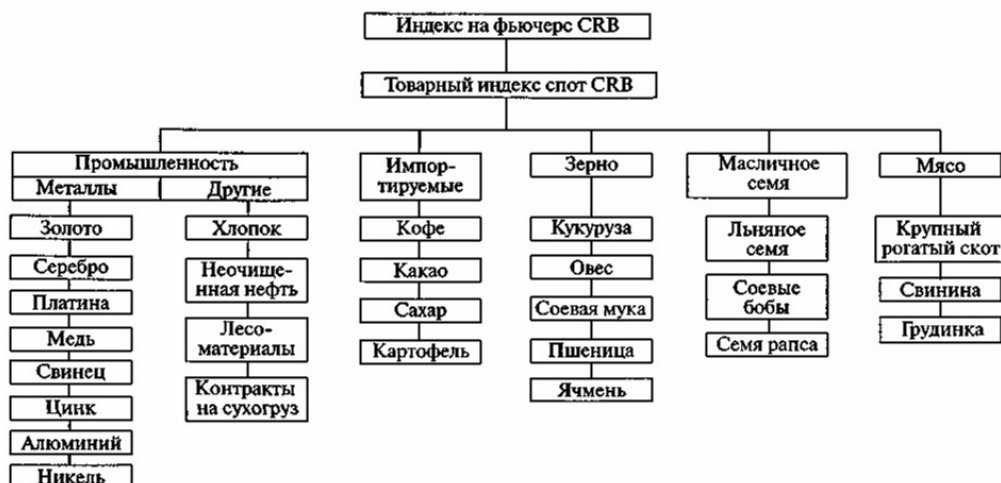 Индекс на фьючерс CRB
Товарный индекс спот CRB
Промышленность
Металлы
Другие
Золото
Серебро
Платина
Медь
Свинец
Цинк
Алюминий
Никель
Хлопок
Неочище-
нная нефть
Лесо-
материалы
Контракты
на сухогруз
Импор-
тируемые
Кофе
Какао
Сахар
Картофель
Зерно
Кукуруза
Овес
Соевая мука
Пшеница
Ячмень
Масличное
семя
Льняное
семя
Соевые
бобы
Семя рапса
Мясо
Крупный
рогатый скот
Свинина
Грудинка